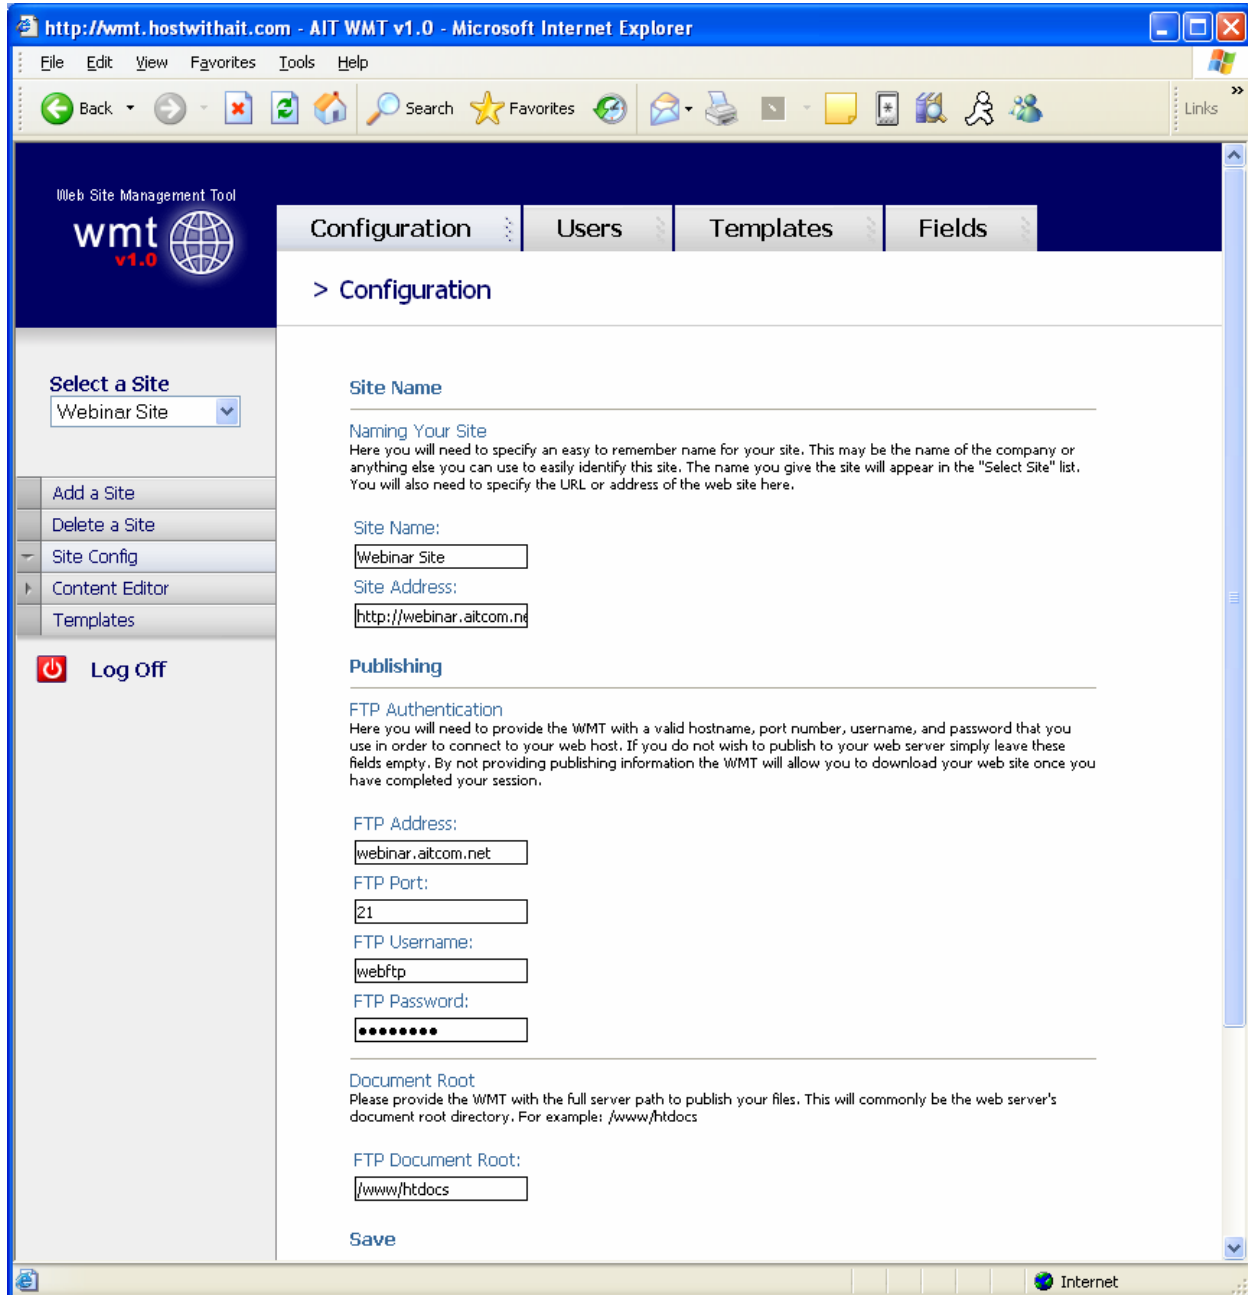 http://wmt.hostwithait.com - AIT WMT v1.0 - Microsoft Internet Explorer
File Edit View Favorites Tools Help
Back Search Favorites Links
Web Site Management Tool
wmt
v1.0
Configuration Users Templates Fields
> Configuration
Select a Site
Webinar Site
Add a Site
Delete a Site
Site Config
Content Editor
Templates
Log Off
Site Name
Naming Your Site
Here you will need to specify an easy to remember name for your site. This may be the name of the company or
anything else you can use to easily identify this site. The name you give the site will appear in the "Select Site" list.
You will also need to specify the URL or address of the web site here.
Site Name:
Webinar Site
Site Address:
http://webinar.aitcom.ne
Publishing
FTP Authentication
Here you will need to provide the WMT with a valid hostname, port number, username, and password that you
use in order to connect to your web host. If you do not wish to publish to your web server simply leave these
fields empty. By not providing publishing information the WMT will allow you to download your web site once you
have completed your session.
FTP Address:
webinar.aitcom.net
FTP Port:
21
FTP Username:
webftp
FTP Password:
●●●●●●●●
Document Root
Please provide the WMT with the full server path to publish your files. This will commonly be the web server's
document root directory. For example: /www/htdocs
FTP Document Root:
/www/htdocs
Save
Internet